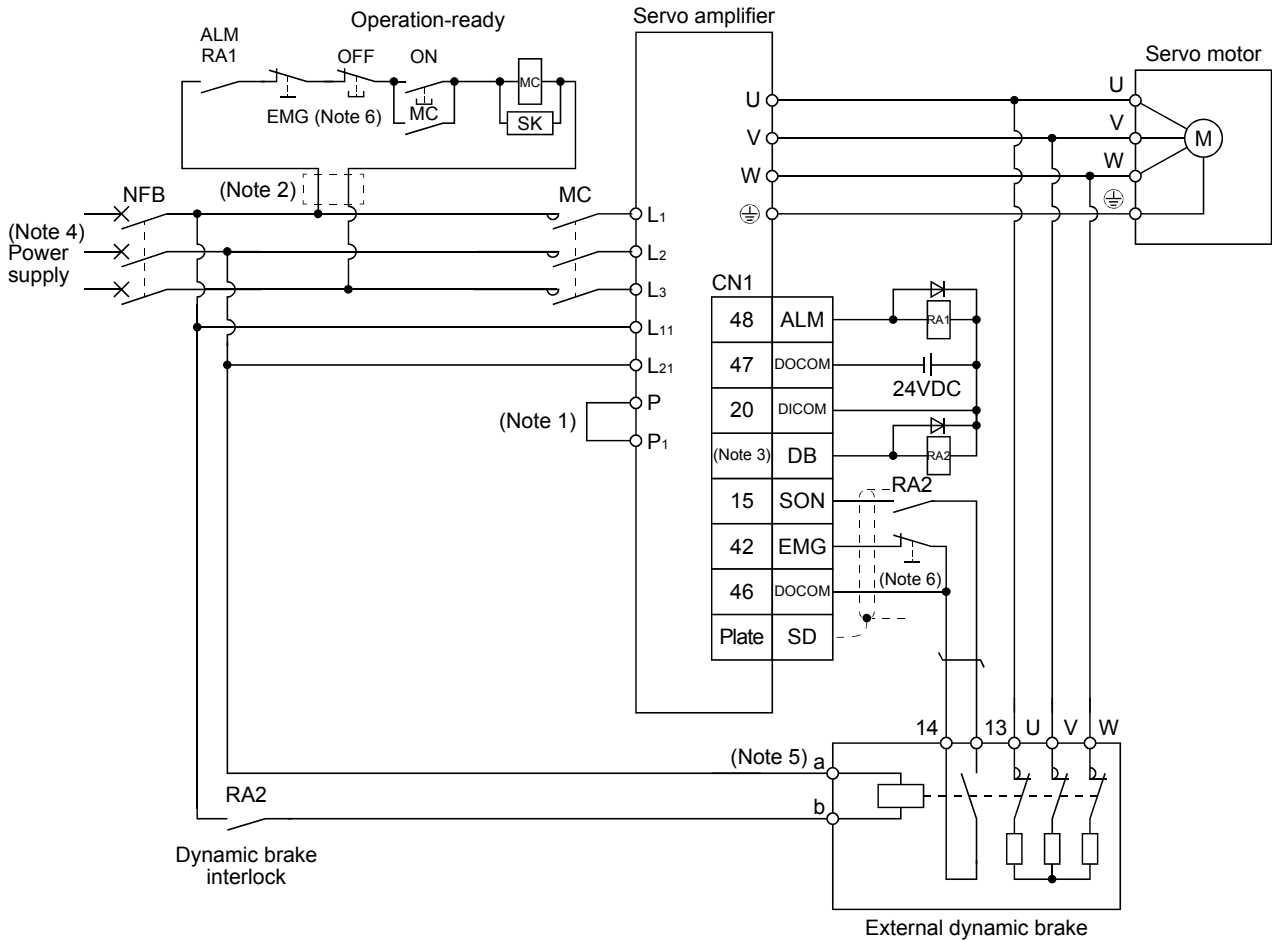 Operation-ready
Servo amplifier
ALM
RA1
OFF
ON
MC
EMG (Note 6)
MC
SK
Servo motor
U
U
V
V
M
W
W
(Note 2)
NFB
MC
L1
(Note 4)
Power
supply
L2
L3
CN1
L11
48
ALM
RA1
L21
47
DOCOM
24VDC
P
20
DICOM
(Note 1)
P1
(Note 3)
DB
RA2
15
SON
RA2
42
EMG
(Note 6)
46
DOCOM
Plate
SD
14
13
U
V
W
(Note 5)
a
RA2
b
Dynamic brake
interlock
External dynamic brake